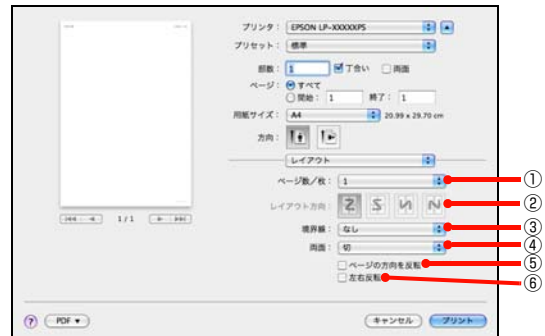 プリンタ： EPSON LP-XXXXXPS
プリセット： 標準
部数： 1 丁合い 両面
ページ： すべて
開始： 1 終了： 1
用紙サイズ： A4 20.99 x 29.70 cm
方向：
レイアウト
ページ数／枚： 1 ①
レイアウト方向： ②
境界線： なし ③
両面： 切 ④
ページの方向を反転 ⑤
左右反転 ⑥
1 / 1
? PDF ▼ キャンセル プリント